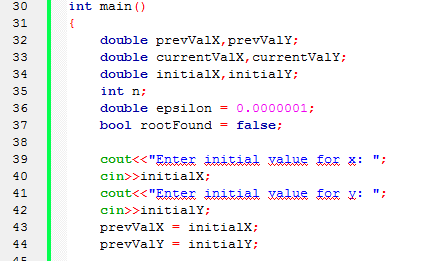 30 int main()
31 {
32 double prevValX,prevValY;
33 double currentValX,currentValY;
34 double initialX,initialY;
35 int n;
36 double epsilon = 0.0000001;
37 bool rootFound = false;
38
39 cout<<"Enter initial value for x: ";
40 cin>>initialX;
41 cout<<"Enter initial value for y: ";
42 cin>>initialY;
43 prevValX = initialX;
44 prevValY = initialY;